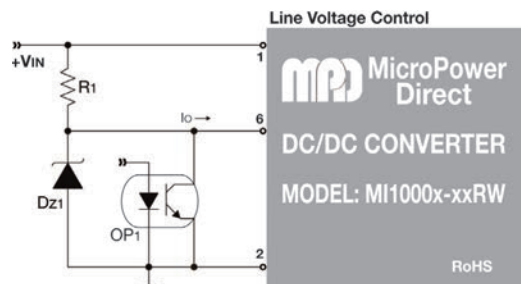 Line Voltage Control
+VIN
1
R1
MPD MicroPower
Direct
IO
6
DC/DC CONVERTER
DZ1
MODEL: MI1000x-xxRW
OP1
2
RoHS